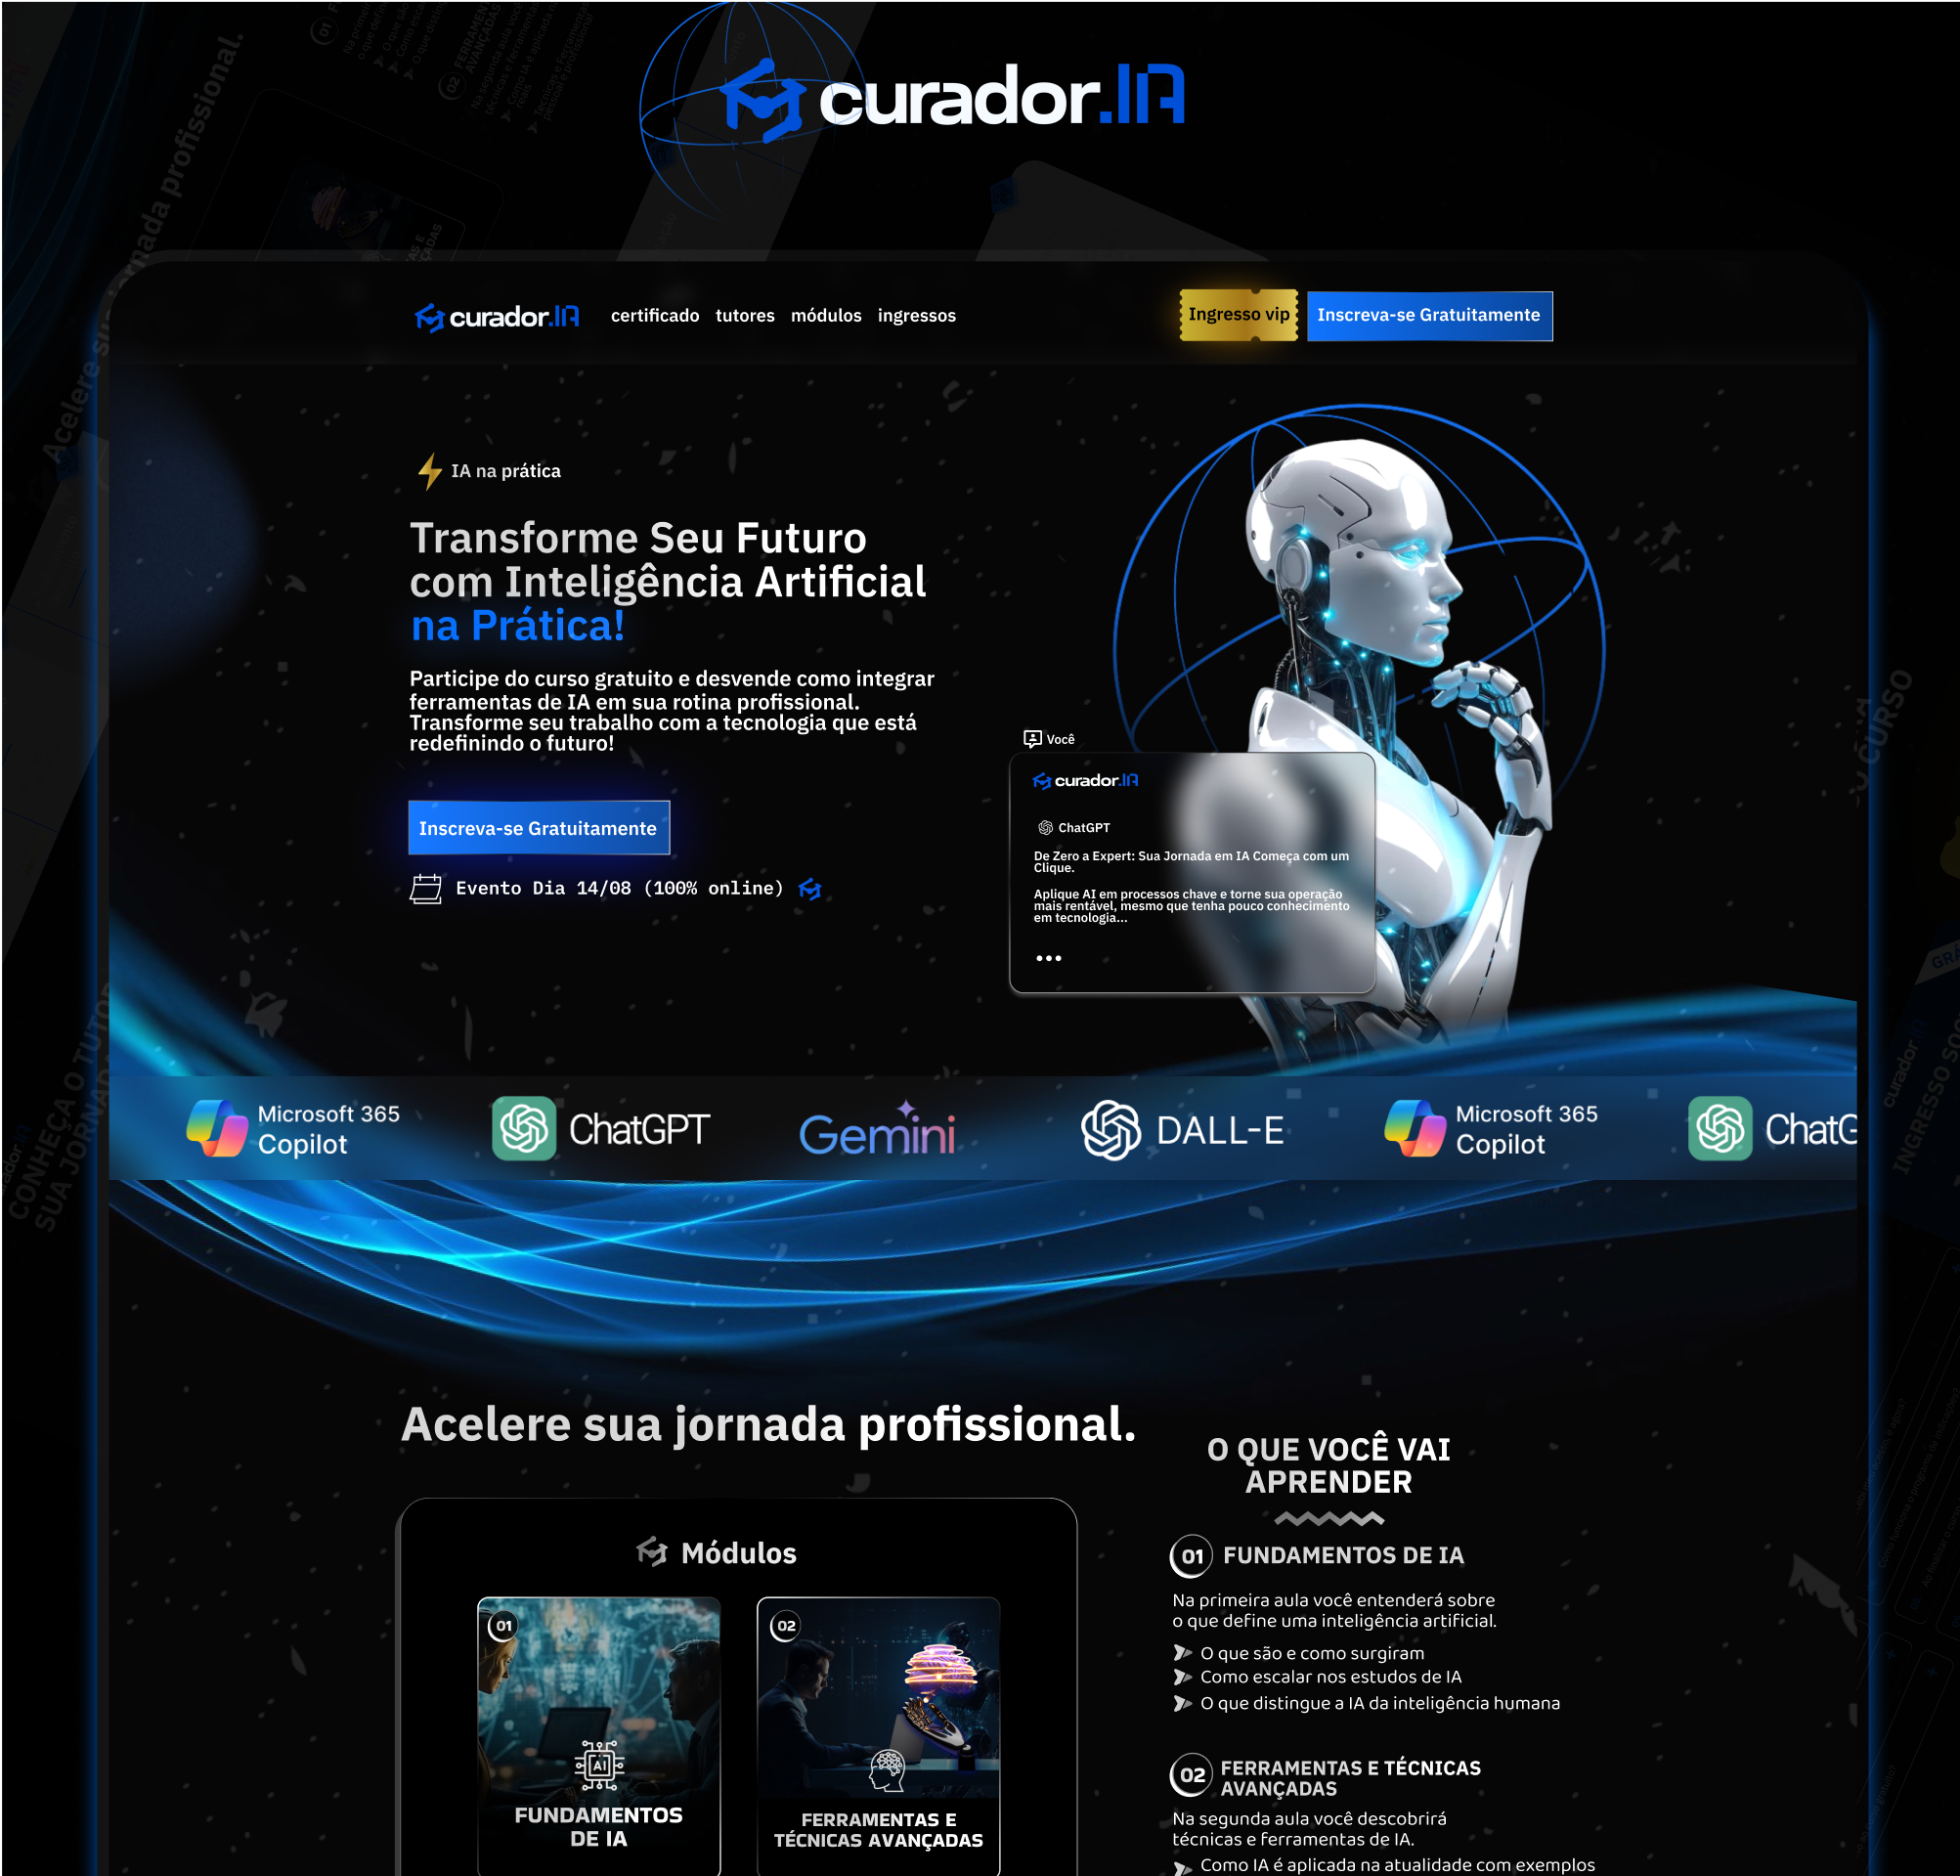 curador.IA
curador.IA
certificado
tutores
módulos
ingressos
Ingresso vip
Inscreva-se Gratuitamente
IA na prática
Transforme Seu Futuro
com Inteligência Artificial
na Prática!
Participe do curso gratuito e desvende como integrar
ferramentas de IA em sua rotina profissional.
Transforme seu trabalho com a tecnologia que está
redefinindo o futuro!
Inscreva-se Gratuitamente
Evento Dia 14/08 (100% online)
Você
curador.IA
ChatGPT
De Zero a Expert: Sua Jornada em IA Começa com um
Clique.
Aplique AI em processos chave e torne sua operação
mais rentável, mesmo que tenha pouco conhecimento
em tecnologia...
Microsoft 365
Copilot
ChatGPT
Gemini
DALL-E
Microsoft 365
Copilot
ChatG
Acelere sua jornada profissional.
Módulos
01
AI
FUNDAMENTOS
DE IA
02
FERRAMENTAS E
TÉCNICAS AVANÇADAS
O QUE VOCÊ VAI
APRENDER
01 FUNDAMENTOS DE IA
Na primeira aula você entenderá sobre
o que define uma inteligência artificial.
O que são e como surgiram
Como escalar nos estudos de IA
O que distingue a IA da inteligência humana
02 FERRAMENTAS E TÉCNICAS
AVANÇADAS
Na segunda aula você descobrirá
técnicas e ferramentas de IA.
Como IA é aplicada na atualidade com exemplos